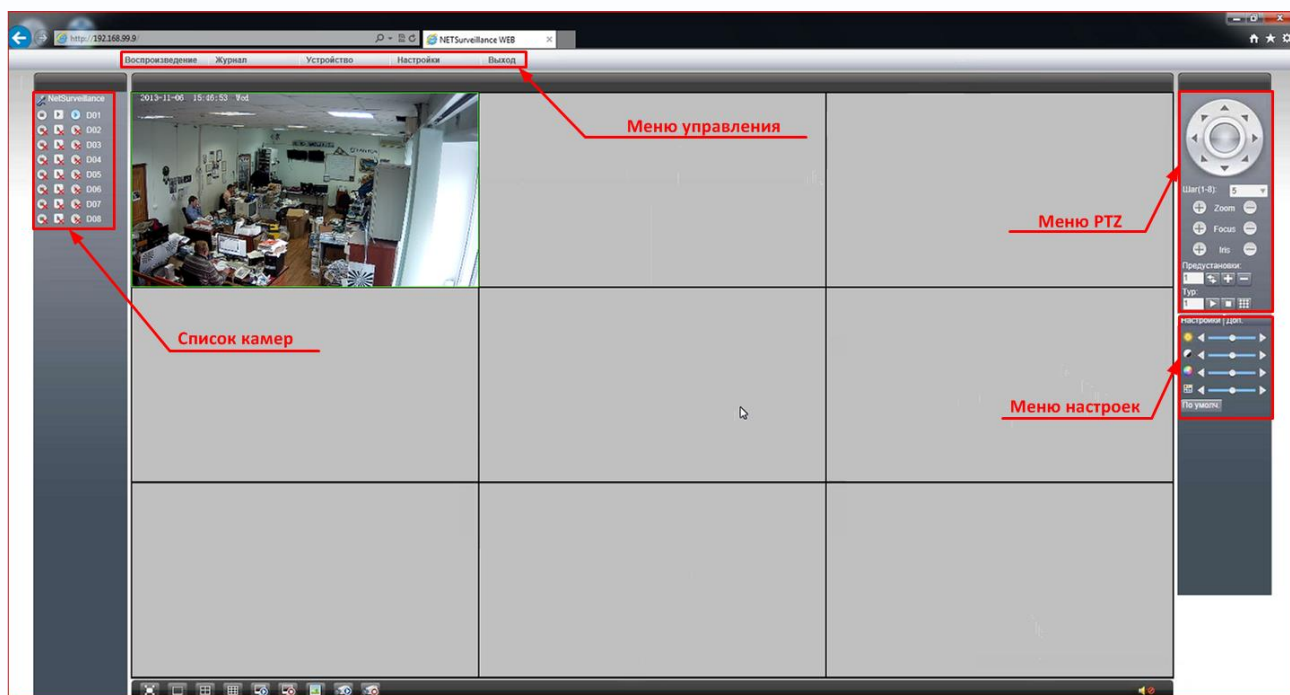 http://192.168.99.9/
NETSurveillance WEB
Воспроизведение Журнал Устройство Настройки Выход
NetSurveillance
2013-11-06 15:46:53 Wed
D01
D02
D03
D04
D05
D06
D07
D08
Меню управления
Меню PTZ
Список камер
Меню настроек
Шаг(1-8): 5
Zoom
Focus
Iris
Предустановки:
1
Тур:
1
Настройки Доп.
По умолч.